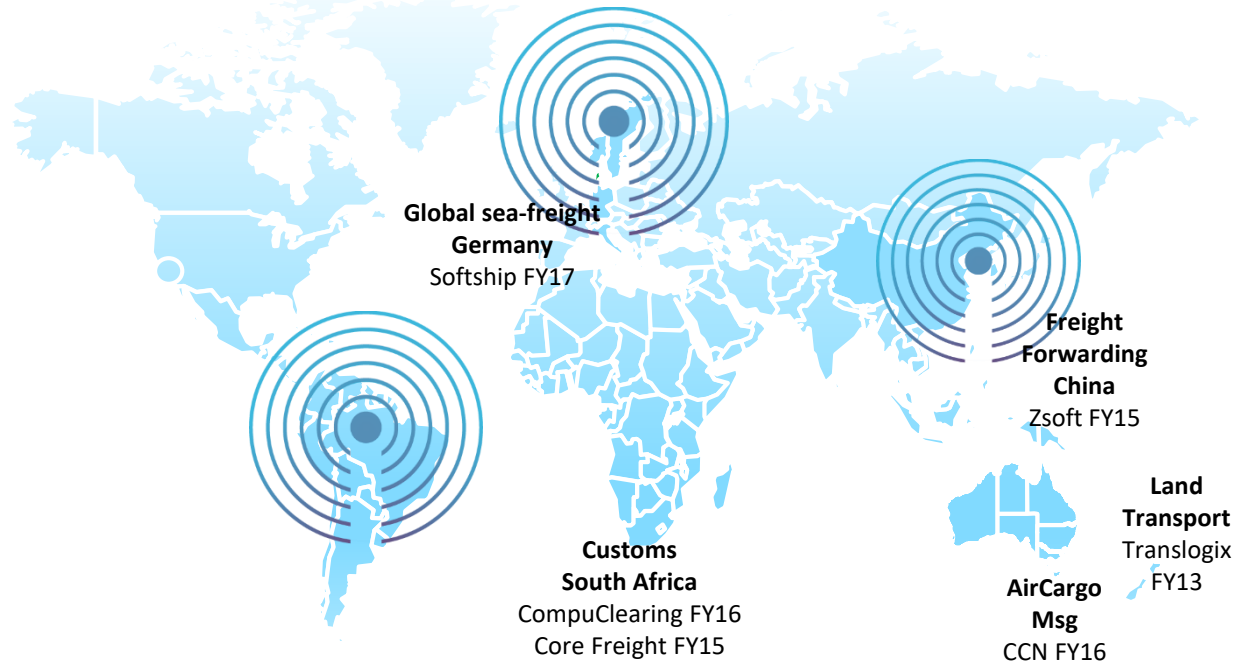 Global sea-freight
Germany
Softship FY17
Freight
Forwarding
China
Zsoft FY15
Customs
South Africa
CompuClearing FY16
Core Freight FY15
Land
Transport
Translogix
FY13
AirCargo
Msg
CCN FY16